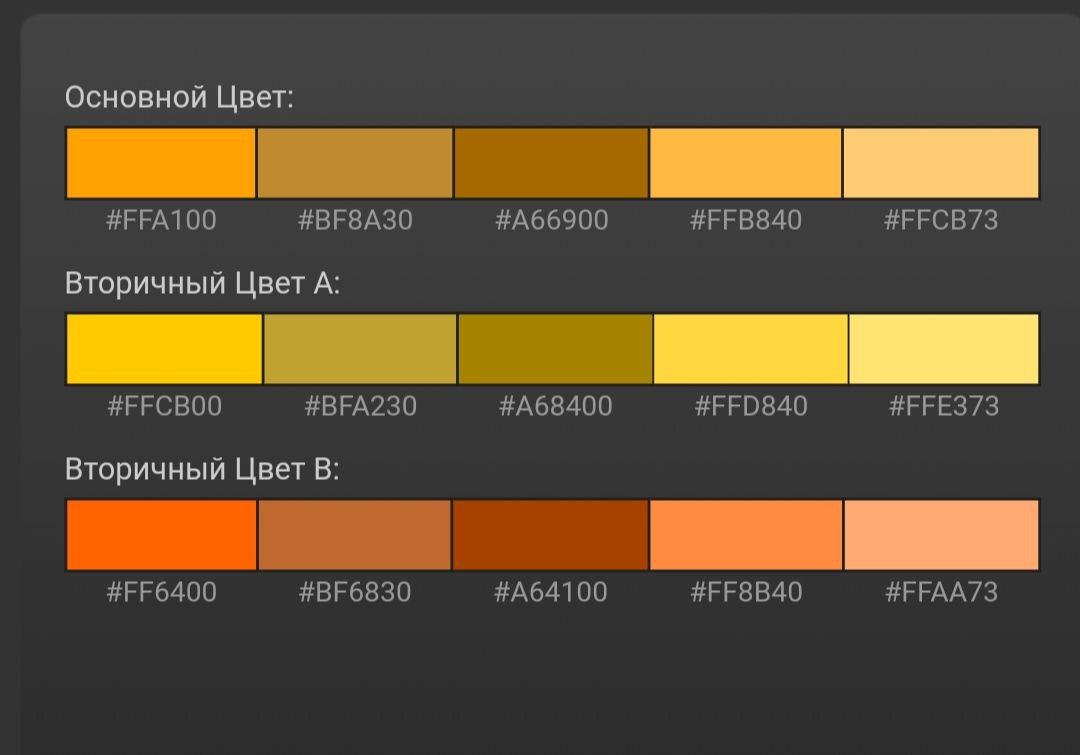 Основной Цвет:
#FFA100 #BF8A30 #A66900 #FFB840 #FFCB73
Вторичный Цвет A:
#FFCB00 #BFA230 #A68400 #FFD840 #FFE373
Вторичный Цвет B:
#FF6400 #BF6830 #A64100 #FF8B40 #FFAA73